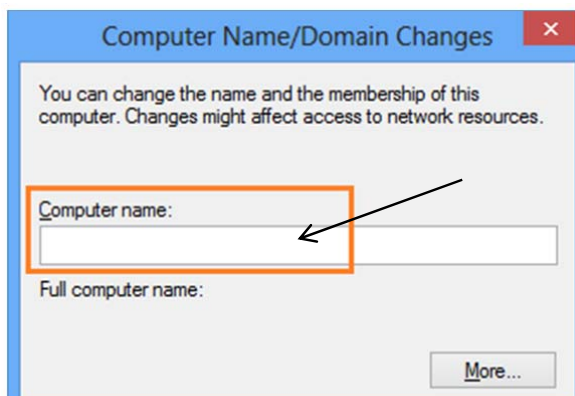 Computer Name/Domain Changes
You can change the name and the membership of this
computer. Changes might affect access to network resources.
Computer name:
Full computer name:
More...